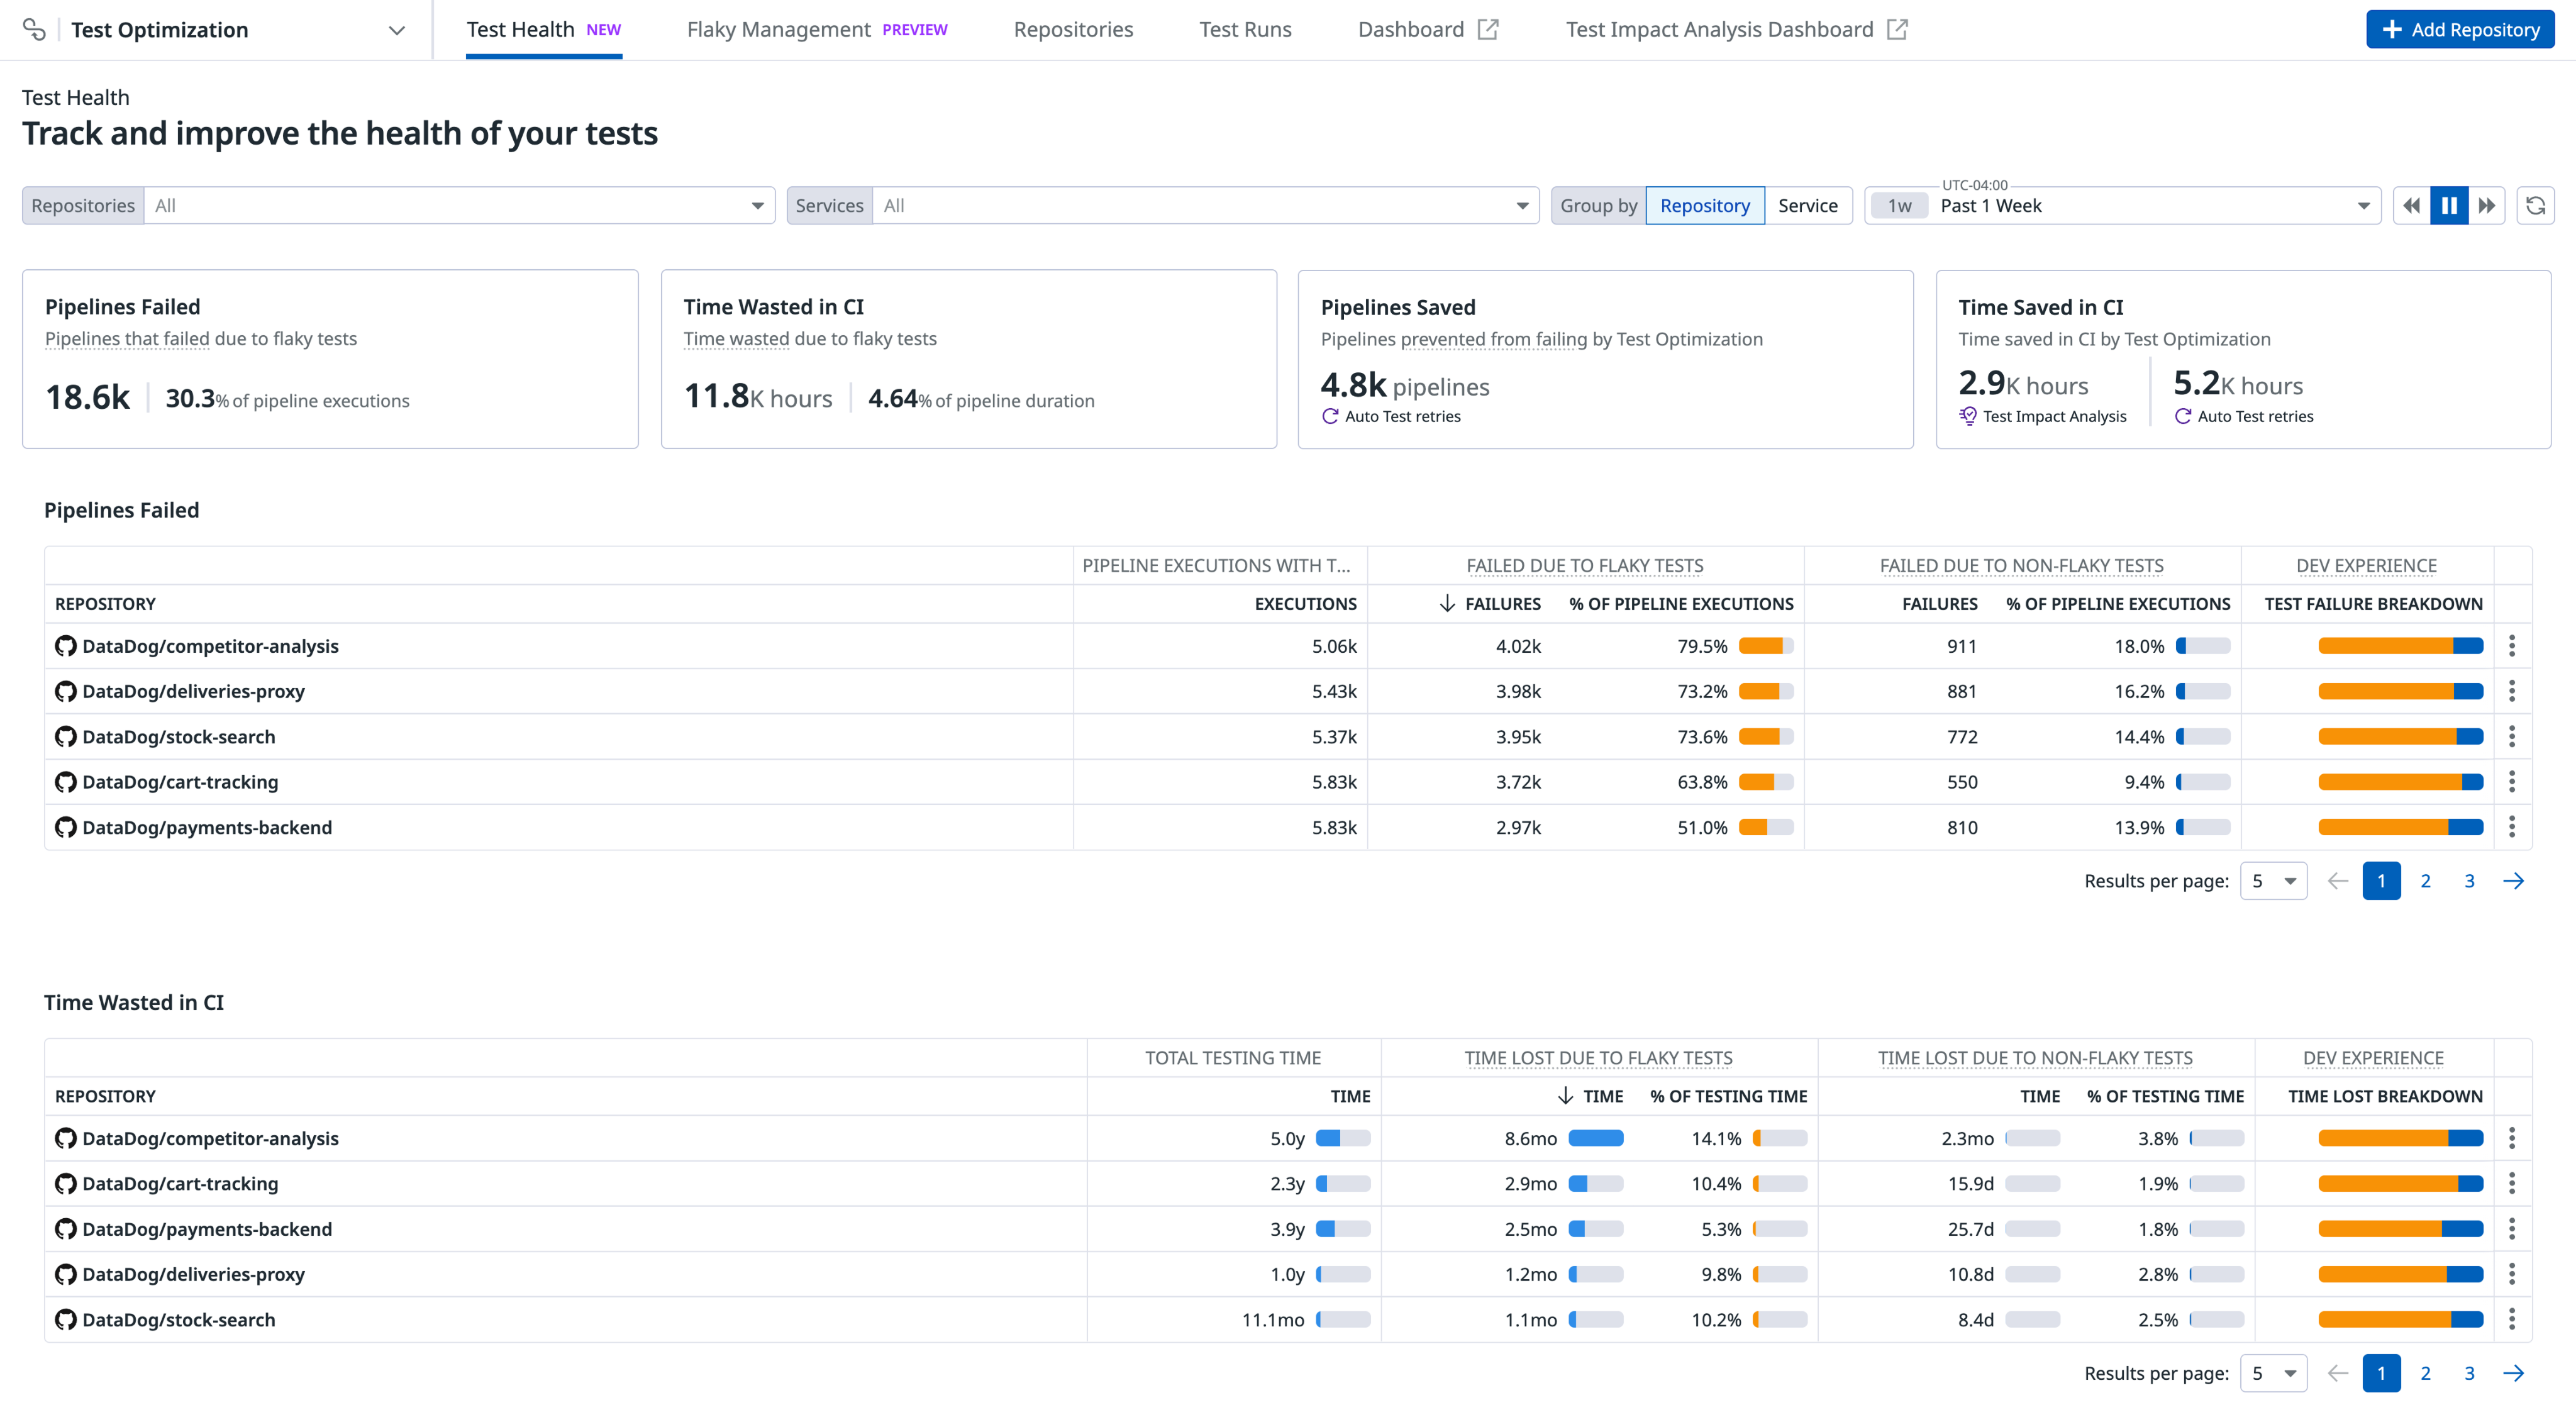 Test Optimization
Test Health NEW
Flaky Management PREVIEW
Repositories
Test Runs
Dashboard
Test Impact Analysis Dashboard
+ Add Repository
Test Health
Track and improve the health of your tests
Repositories All
Services All
Group by Repository Service
UTC-04:00
1w Past 1 Week
Pipelines Failed
Pipelines that failed due to flaky tests
18.6k 30.3% of pipeline executions
Time Wasted in CI
Time wasted due to flaky tests
11.8K hours 4.64% of pipeline duration
Pipelines Saved
Pipelines prevented from failing by Test Optimization
4.8k pipelines
Auto Test retries
Time Saved in CI
Time saved in CI by Test Optimization
2.9K hours 5.2K hours
Test Impact Analysis Auto Test retries
Pipelines Failed
PIPELINE EXECUTIONS WITH T... FAILED DUE TO FLAKY TESTS FAILED DUE TO NON-FLAKY TESTS DEV EXPERIENCE
REPOSITORY EXECUTIONS FAILURES % OF PIPELINE EXECUTIONS FAILURES % OF PIPELINE EXECUTIONS TEST FAILURE BREAKDOWN
DataDog/competitor-analysis 5.06k 4.02k 79.5% 911 18.0%
DataDog/deliveries-proxy 5.43k 3.98k 73.2% 881 16.2%
DataDog/stock-search 5.37k 3.95k 73.6% 772 14.4%
DataDog/cart-tracking 5.83k 3.72k 63.8% 550 9.4%
DataDog/payments-backend 5.83k 2.97k 51.0% 810 13.9%
Results per page: 5 1 2 3
Time Wasted in CI
TOTAL TESTING TIME TIME LOST DUE TO FLAKY TESTS TIME LOST DUE TO NON-FLAKY TESTS DEV EXPERIENCE
REPOSITORY TIME TIME % OF TESTING TIME TIME % OF TESTING TIME TIME LOST BREAKDOWN
DataDog/competitor-analysis 5.0y 8.6mo 14.1% 2.3mo 3.8%
DataDog/cart-tracking 2.3y 2.9mo 10.4% 15.9d 1.9%
DataDog/payments-backend 3.9y 2.5mo 5.3% 25.7d 1.8%
DataDog/deliveries-proxy 1.0y 1.2mo 9.8% 10.8d 2.8%
DataDog/stock-search 11.1mo 1.1mo 10.2% 8.4d 2.5%
Results per page: 5 1 2 3